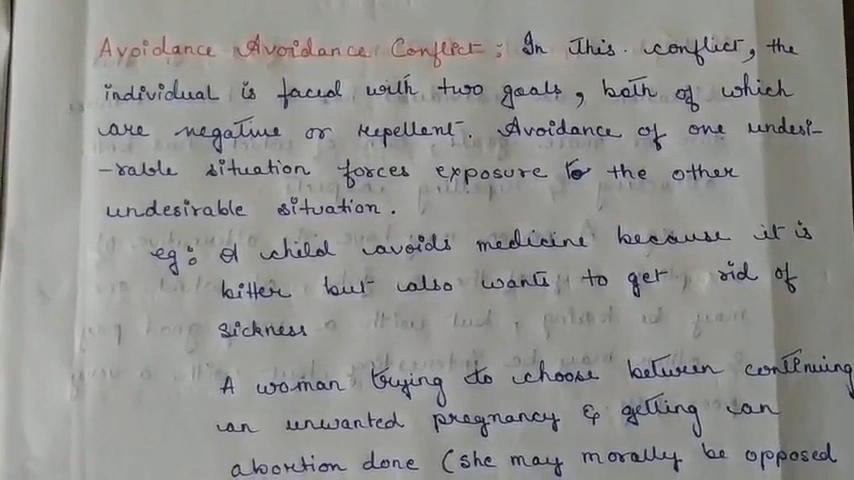 Avoidance Avoidance Conflict: In this conflict, the
individual is faced with two goals, both of which
are negative or repellent. Avoidance of one undesi-
-rable situation forces exposure to the other
undesirable situation.
eg: A child avoids medicine because it is
bitter but also wants to get rid of
sickness
A woman trying to choose between contenuing
an unwanted pregnancy & getting an
abortion done (she may morally be opposed